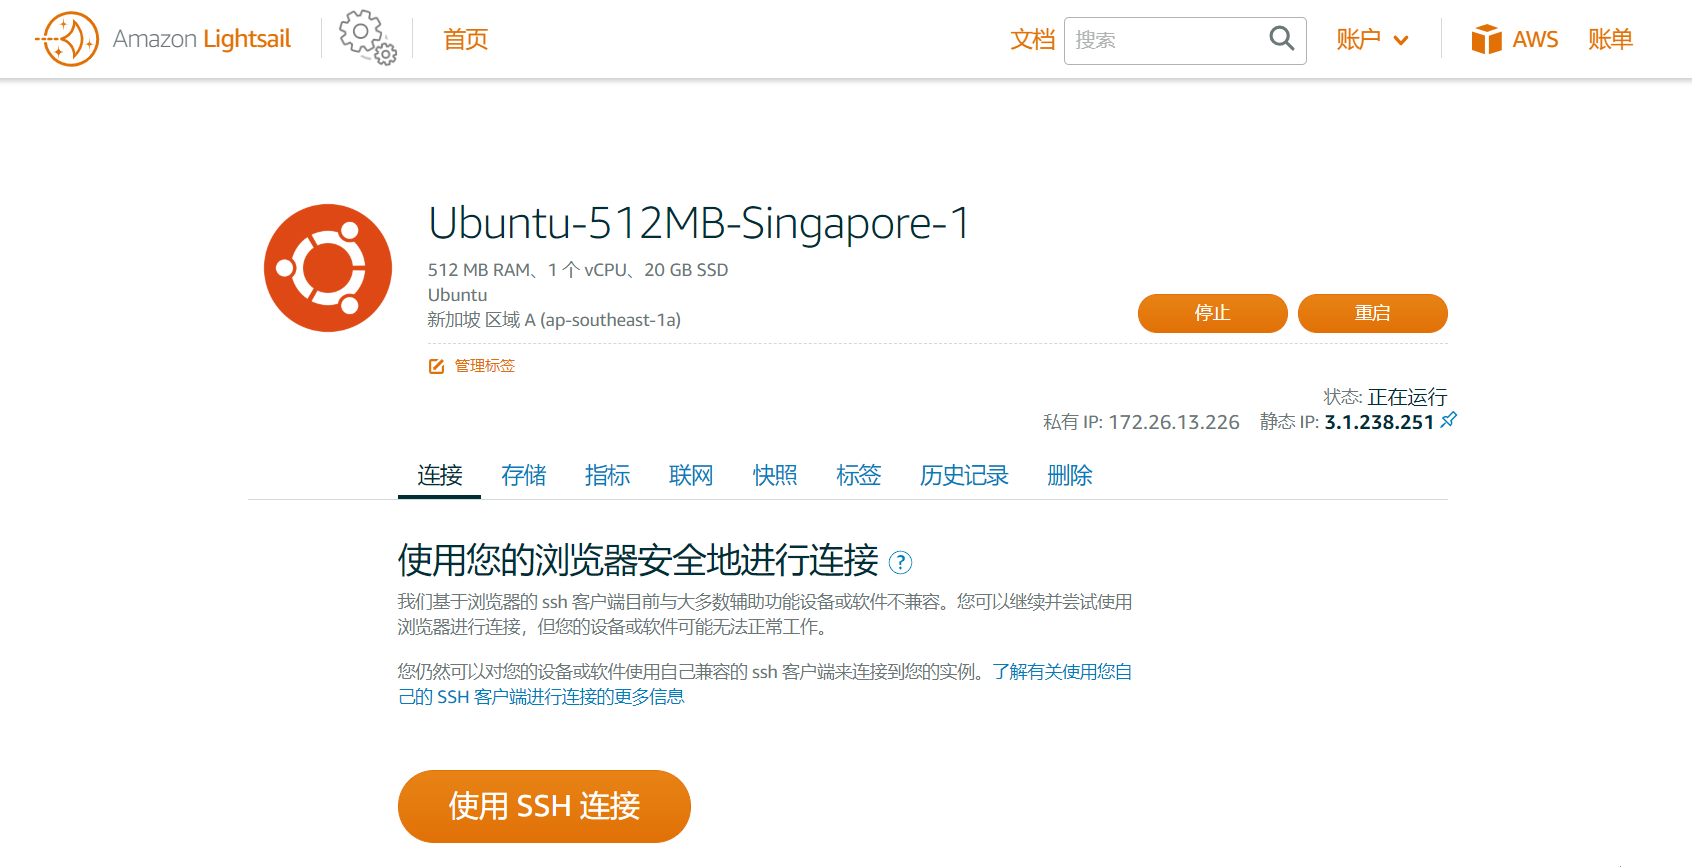 Amazon Lightsail
首页
文档
搜索
账户
AWS
账单
Ubuntu-512MB-Singapore-1
512 MB RAM、1 个 vCPU、20 GB SSD
Ubuntu
新加坡 区域 A (ap-southeast-1a)
停止
重启
管理标签
状态: 正在运行
私有 IP: 172.26.13.226 静态 IP: 3.1.238.251
连接 存储 指标 联网 快照 标签 历史记录 删除
使用您的浏览器安全地进行连接 ?
我们基于浏览器的 ssh 客户端目前与大多数辅助功能设备或软件不兼容。您可以继续并尝试使用
浏览器进行连接，但您的设备或软件可能无法正常工作。
您仍然可以对您的设备或软件使用自己兼容的 ssh 客户端来连接到您的实例。了解有关使用您自
己的 SSH 客户端进行连接的更多信息
使用 SSH 连接